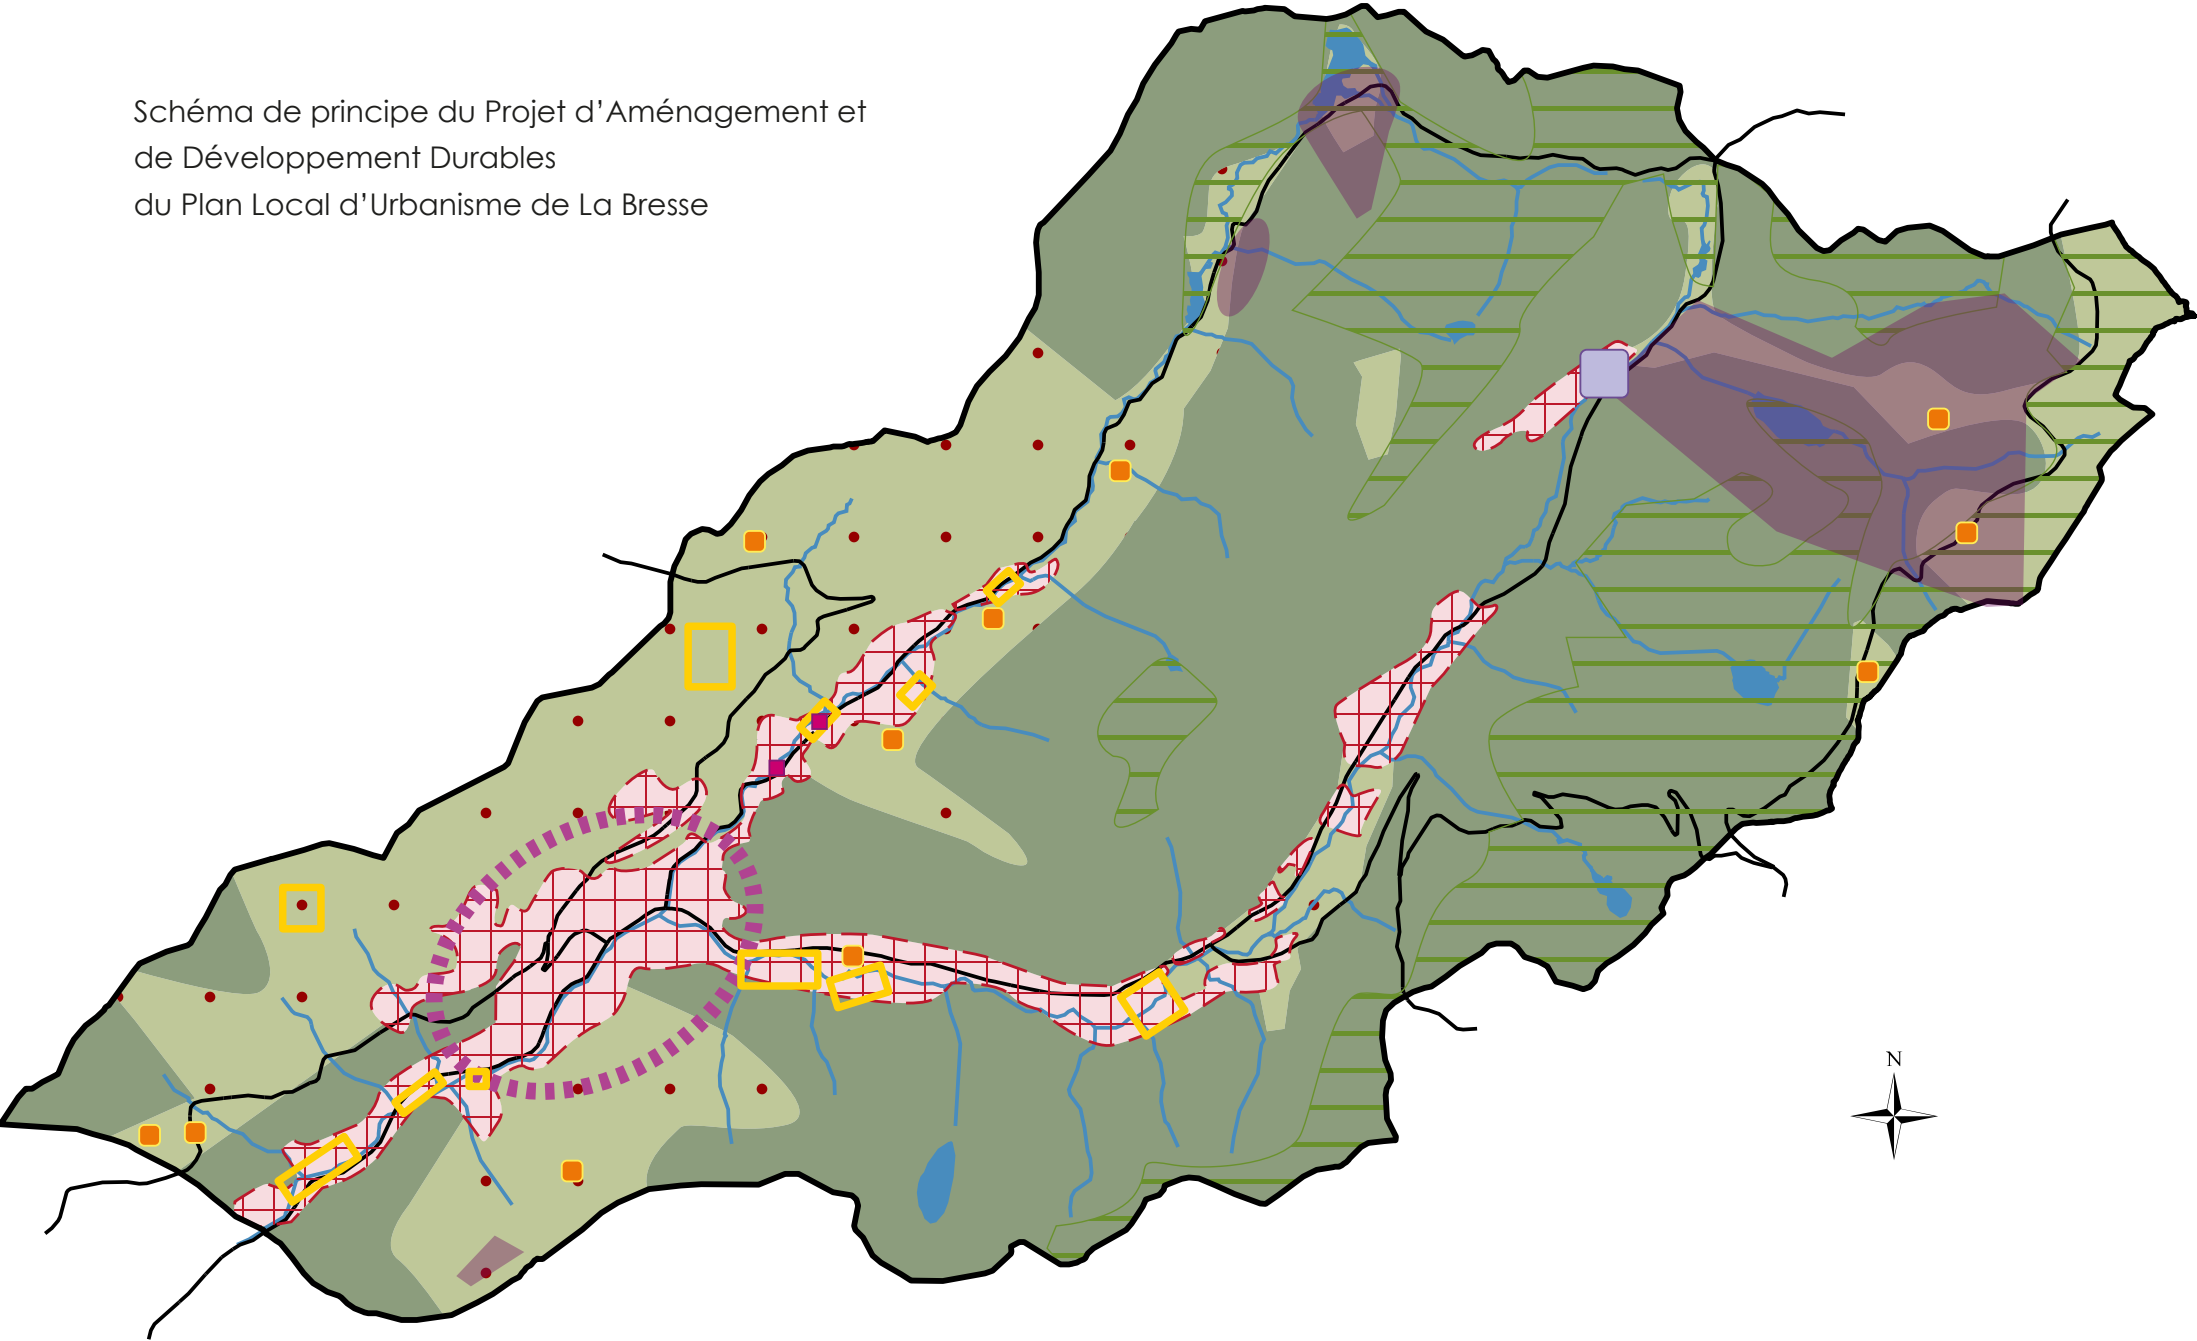 Schéma de principe du Projet d’Aménagement et
de Développement Durables
du Plan Local d’Urbanisme de La Bresse
N